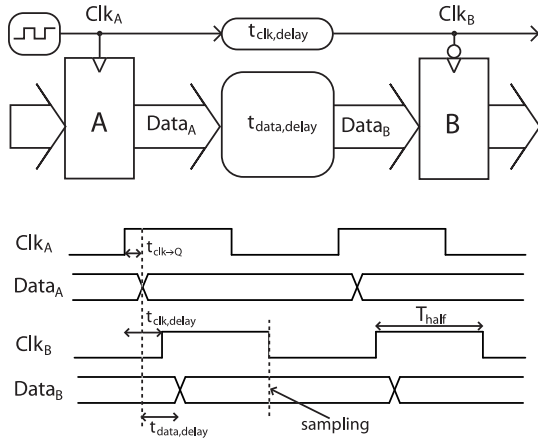 Clk_A Clk_B
t_clk,delay
A Data_A t_data,delay Data_B B
Clk_A
t_clk→Q
Data_A
t_clk,delay T_half
Clk_B
Data_B
t_data,delay sampling